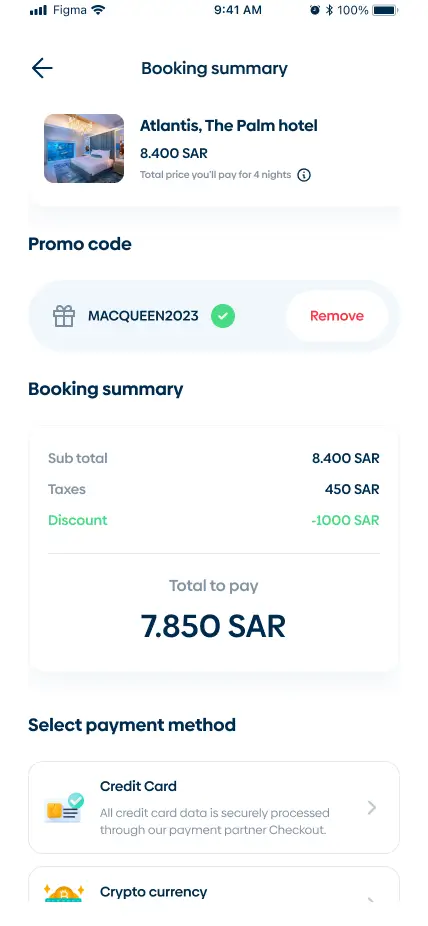 Figma 9:41 AM 100%
Booking summary
Atlantis, The Palm hotel
8.400 SAR
Total price you'll pay for 4 nights
Promo code
MACQUEEN2023 Remove
Booking summary
Sub total 8.400 SAR
Taxes 450 SAR
Discount -1000 SAR
Total to pay
7.850 SAR
Select payment method
Credit Card
All credit card data is securely processed
through our payment partner Checkout.
Crypto currency